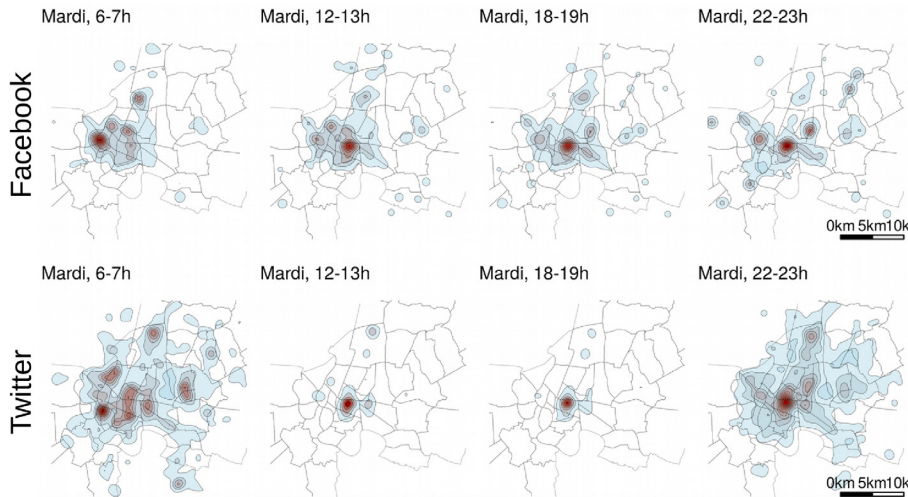 Mardi, 6-7h
Mardi, 12-13h
Mardi, 18-19h
Mardi, 22-23h
Facebook
0km 5km10k
Mardi, 6-7h
Mardi, 12-13h
Mardi, 18-19h
Mardi, 22-23h
Twitter
0km 5km10k